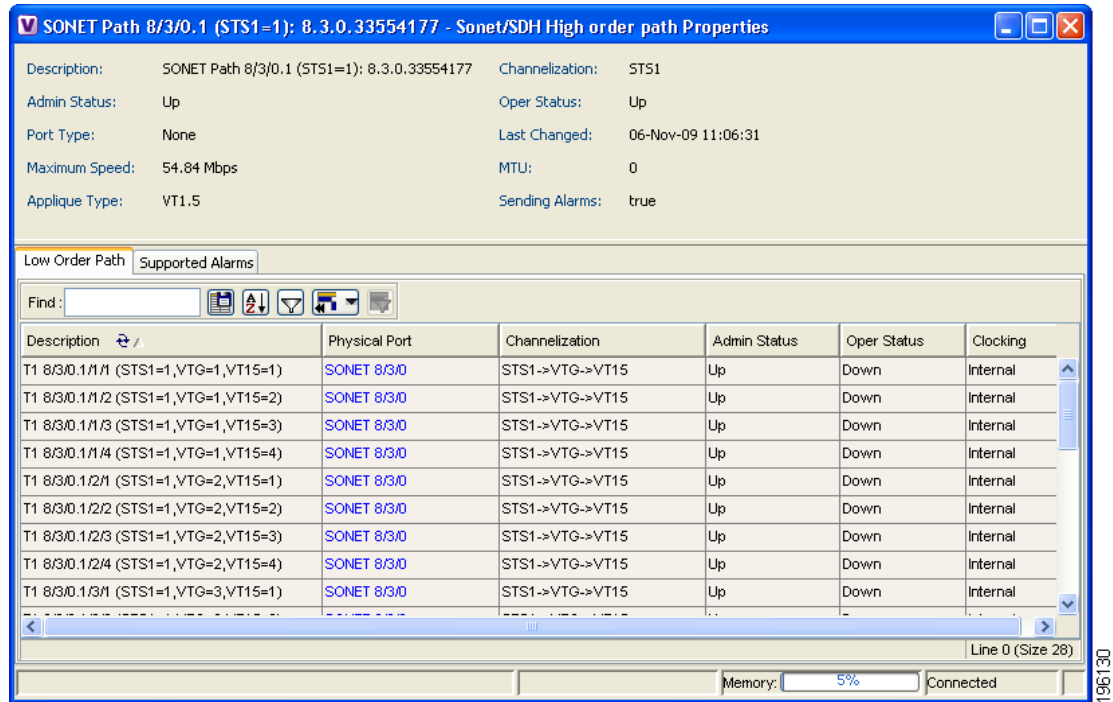 SONET Path 8/3/0.1 (STS1=1): 8.3.0.33554177 - Sonet/SDH High order path Properties
Description: SONET Path 8/3/0.1 (STS1=1): 8.3.0.33554177 Channelization: STS1
Admin Status: Up Oper Status: Up
Port Type: None Last Changed: 06-Nov-09 11:06:31
Maximum Speed: 54.84 Mbps MTU: 0
Applique Type: VT1.5 Sending Alarms: true
Low Order Path Supported Alarms
Find :
Description Physical Port Channelization Admin Status Oper Status Clocking
T1 8/3/0.1/1/1 (STS1=1,VTG=1,VT15=1) SONET 8/3/0 STS1->VTG->VT15 Up Down Internal
T1 8/3/0.1/1/2 (STS1=1,VTG=1,VT15=2) SONET 8/3/0 STS1->VTG->VT15 Up Down Internal
T1 8/3/0.1/1/3 (STS1=1,VTG=1,VT15=3) SONET 8/3/0 STS1->VTG->VT15 Up Down Internal
T1 8/3/0.1/1/4 (STS1=1,VTG=1,VT15=4) SONET 8/3/0 STS1->VTG->VT15 Up Down Internal
T1 8/3/0.1/2/1 (STS1=1,VTG=2,VT15=1) SONET 8/3/0 STS1->VTG->VT15 Up Down Internal
T1 8/3/0.1/2/2 (STS1=1,VTG=2,VT15=2) SONET 8/3/0 STS1->VTG->VT15 Up Down Internal
T1 8/3/0.1/2/3 (STS1=1,VTG=2,VT15=3) SONET 8/3/0 STS1->VTG->VT15 Up Down Internal
T1 8/3/0.1/2/4 (STS1=1,VTG=2,VT15=4) SONET 8/3/0 STS1->VTG->VT15 Up Down Internal
T1 8/3/0.1/3/1 (STS1=1,VTG=3,VT15=1) SONET 8/3/0 STS1->VTG->VT15 Up Down Internal
Line 0 (Size 28)
Memory: 5% Connected
196130